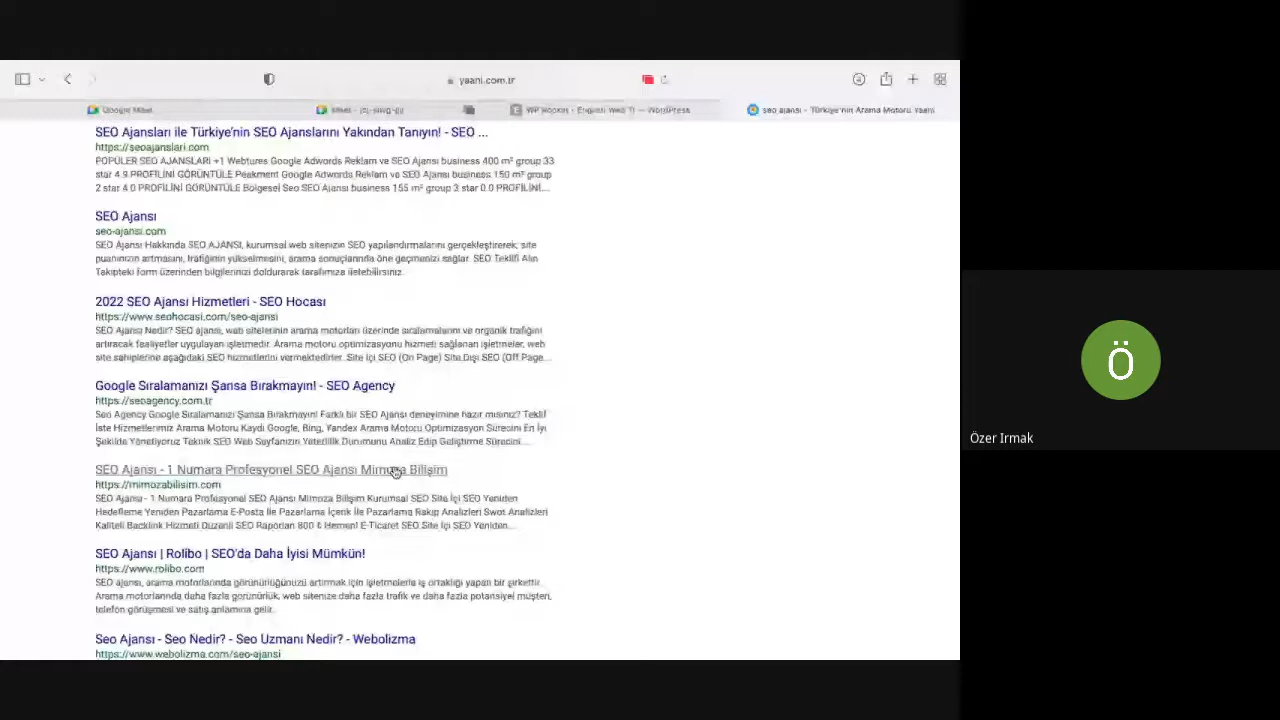 yaani.com.tr
Google Meet
WP Rocket ‹ English Web 1) — WordPress
seo ajansı - Türkiye'nin Arama Motoru Yaani
SEO Ajansları ile Türkiye'nin SEO Ajanslarını Yakından Tanıyın! - SEO ...
https://seoajanslari.com
POPÜLER SEO AJANSLARI +1 Webtures Google Adwords Reklam ve SEO Ajansı business 400 m² group 33
star 4.9 PROFİLİNİ GÖRÜNTÜLE Peakment Google Adwords Reklam ve SEO Ajansı business 150 m² group
2 star 4.0 PROFİLİNİ GÖRÜNTÜLE Bölgesel Seo SEO Ajansı business 155 m² group 3 star 0.0 PROFİLİNİ...
SEO Ajansı
seo-ajansi.com
SEO Ajansı Hakkında SEO AJANSI, kurumsal web sitenizin SEO yapılandırmalarını gerçekleştirerek; site
puanınızın artmasını, trafiğinin yükselmesini, arama sonuçlarında öne geçmenizi sağlar. SEO Teklifi Alın
Takipteki form üzerinden bilgilerinizi doldurarak tarafımıza iletebilirsiniz.
2022 SEO Ajansı Hizmetleri - SEO Hocası
https://www.seohocasi.com/seo-ajansi
SEO Ajansı Nedir? SEO ajansı, web sitelerinin arama motorları üzerinde sıralamalarını ve organik trafiğini
artıracak faaliyetler uygulayan işletmedir. Arama motoru optimizasyonu hizmeti sağlanan işletmeler, web
site sahiplerine aşağıdaki SEO hizmetlerini vermektedirler. Site İçi SEO (On Page) Site Dışı SEO (Off Page...
Google Sıralamanızı Şansa Bırakmayın! - SEO Agency
https://seoagency.com.tr
Seo Agency Google Sıralamanızı Şansa Bırakmayın! Farklı bir SEO Ajansı deneyimine hazır mısınız? Teklif
İste Hizmetlerimiz Arama Motoru Kaydı Google, Bing, Yandex Arama Motoru Optimizasyon Sürecini En İyi
Şekilde Yönetiyoruz Teknik SEO Web Sayfanızın Yeterlilik Durumunu Analiz Edip Geliştirme Sürecini...
SEO Ajansı - 1 Numara Profesyonel SEO Ajansı Mimoza Bilişim
https://mimozabilisim.com
SEO Ajansı - 1 Numara Profesyonel SEO Ajansı Mimoza Bilişim Kurumsal SEO Site İçi SEO Yeniden
Hedefleme Yeniden Pazarlama E-Posta İle Pazarlama İçerik İle Pazarlama Rakip Analizleri Swot Analizleri
Kaliteli Backlink Hizmeti Düzenli SEO Raporları 800 ₺ Hemen! E-Ticaret SEO Site İçi SEO Yeniden...
SEO Ajansı | Rolibo | SEO'da Daha İyisi Mümkün!
https://www.rolibo.com
SEO ajansı, arama motorlarında görünürlüğünüzü artırmak için işletmelerle iş ortaklığı yapan bir şirkettir.
Arama motorlarında daha fazla görünürlük, web sitenize daha fazla trafik ve daha fazla potansiyel müşteri,
telefon görüşmesi ve satış anlamına gelir.
Seo Ajansı - Seo Nedir? - Seo Uzmanı Nedir? - Webolizma
https://www.webolizma.com/seo-ajansi
Ö
Özer Irmak